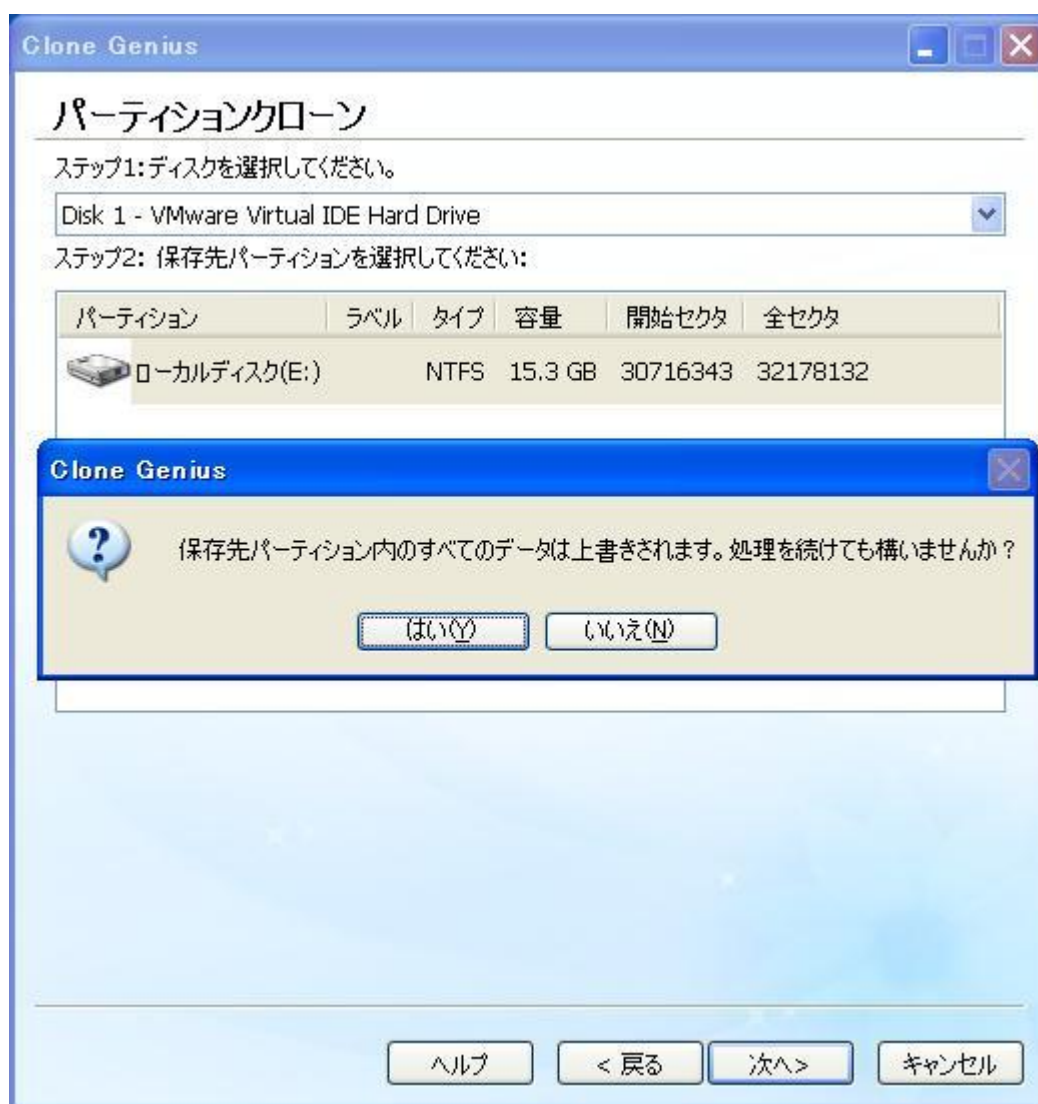 Clone Genius
パーティションクローン
ステップ1:ディスクを選択してください。
Disk 1 - VMware Virtual IDE Hard Drive
ステップ2: 保存先パーティションを選択してください:
パーティション ラベル タイプ 容量 開始セクタ 全セクタ
ローカルディスク(E:) NTFS 15.3 GB 30716343 32178132
Clone Genius
保存先パーティション内のすべてのデータは上書きされます。処理を続けても構いませんか?
はい(Y) いいえ(N)
ヘルプ < 戻る 次へ> キャンセル